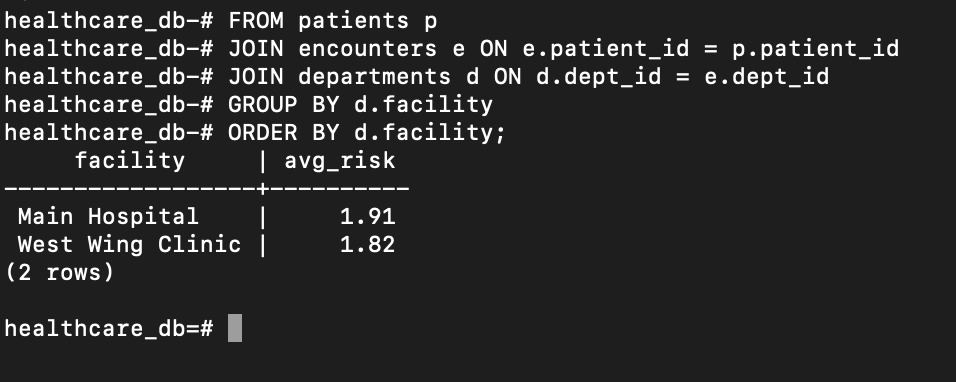 healthcare_db-# FROM patients p
healthcare_db-# JOIN encounters e ON e.patient_id = p.patient_id
healthcare_db-# JOIN departments d ON d.dept_id = e.dept_id
healthcare_db-# GROUP BY d.facility
healthcare_db-# ORDER BY d.facility;
     facility     | avg_risk
------------------+----------
 Main Hospital    |     1.91
 West Wing Clinic |     1.82
(2 rows)
healthcare_db=#